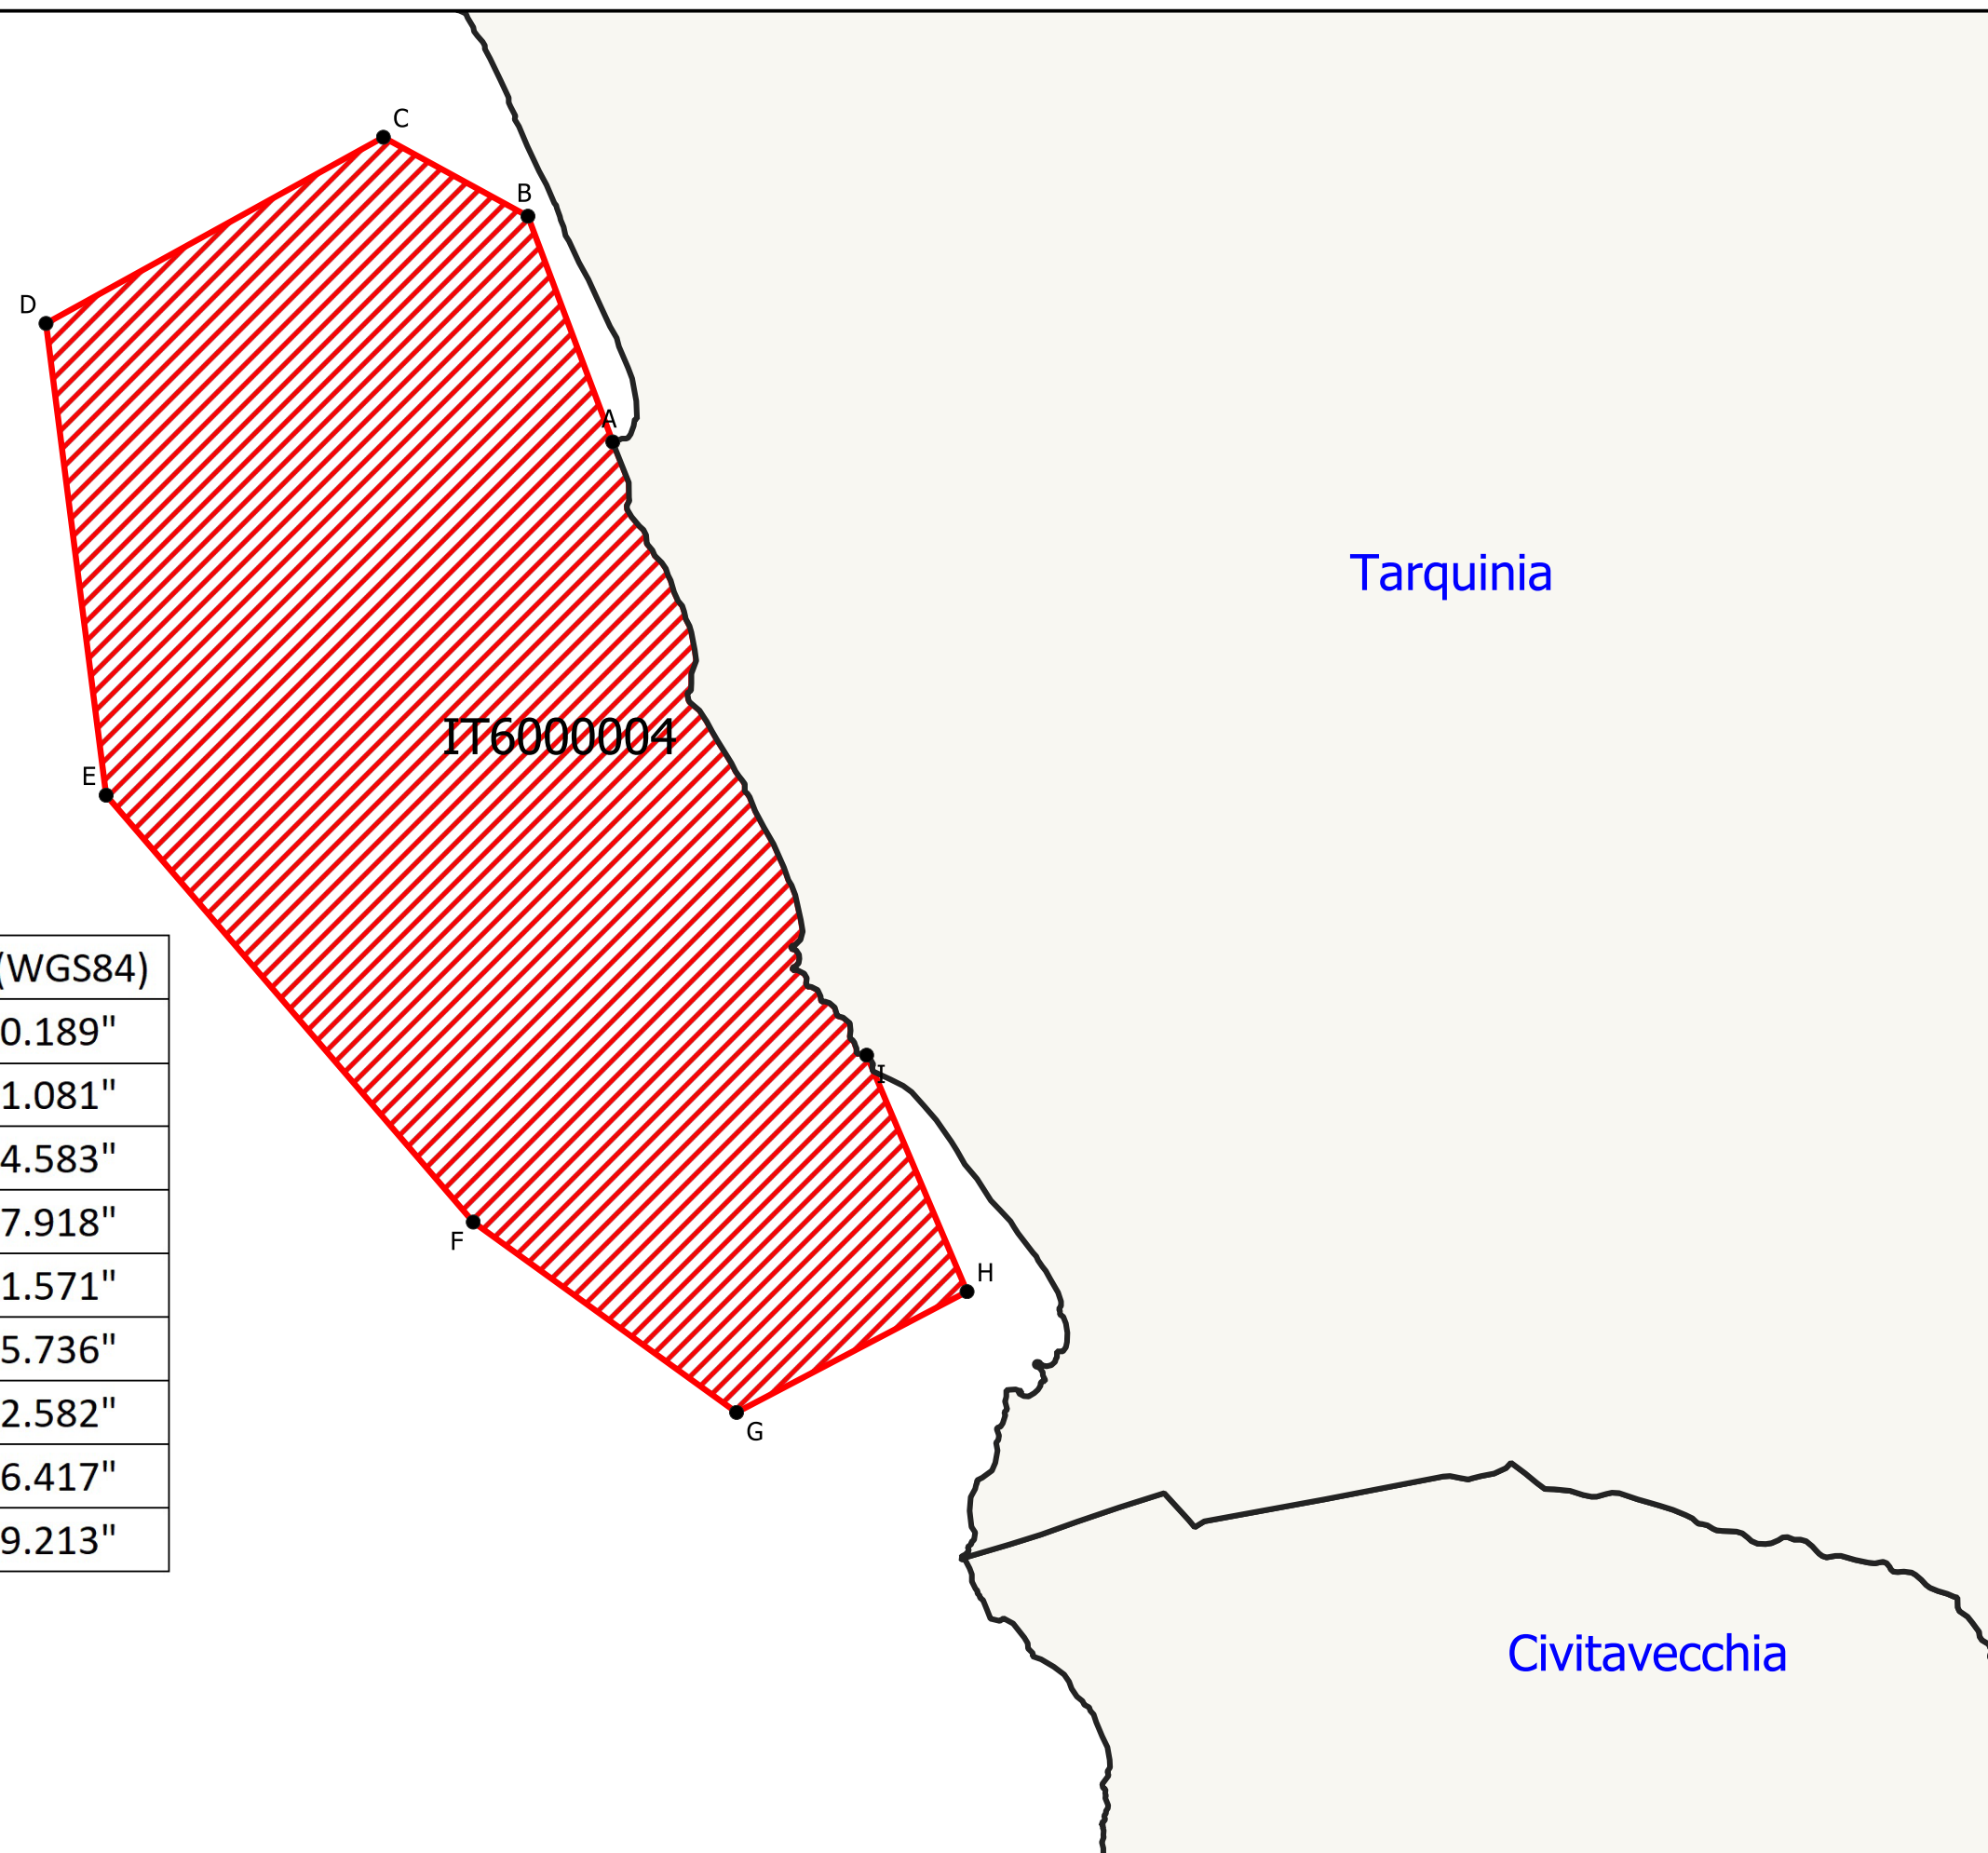 C
B
D
A
Tarquinia
IT6000004
E
(WGS84)
0.189"
1.081"
I
4.583"
7.918"
F
H
1.571"
5.736"
2.582"
G
6.417"
9.213"
Civitavecchia